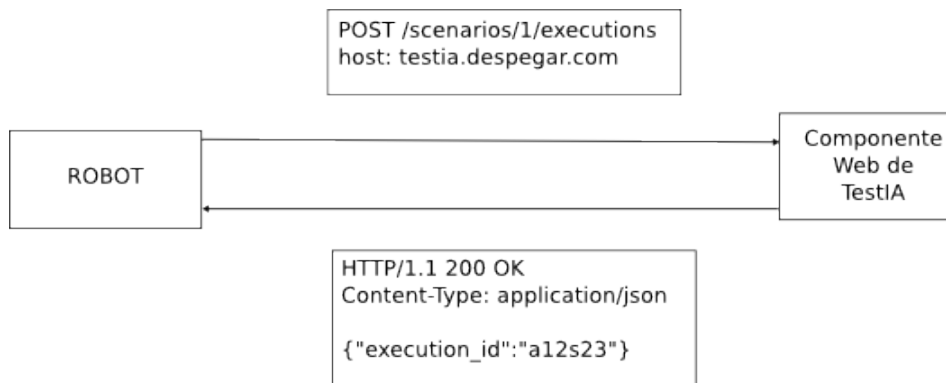 POST /scenarios/1/executions
host: testia.despegar.com
ROBOT
Componente
Web de
TestIA
HTTP/1.1 200 OK
Content-Type: application/json
{"execution_id":"a12s23"}